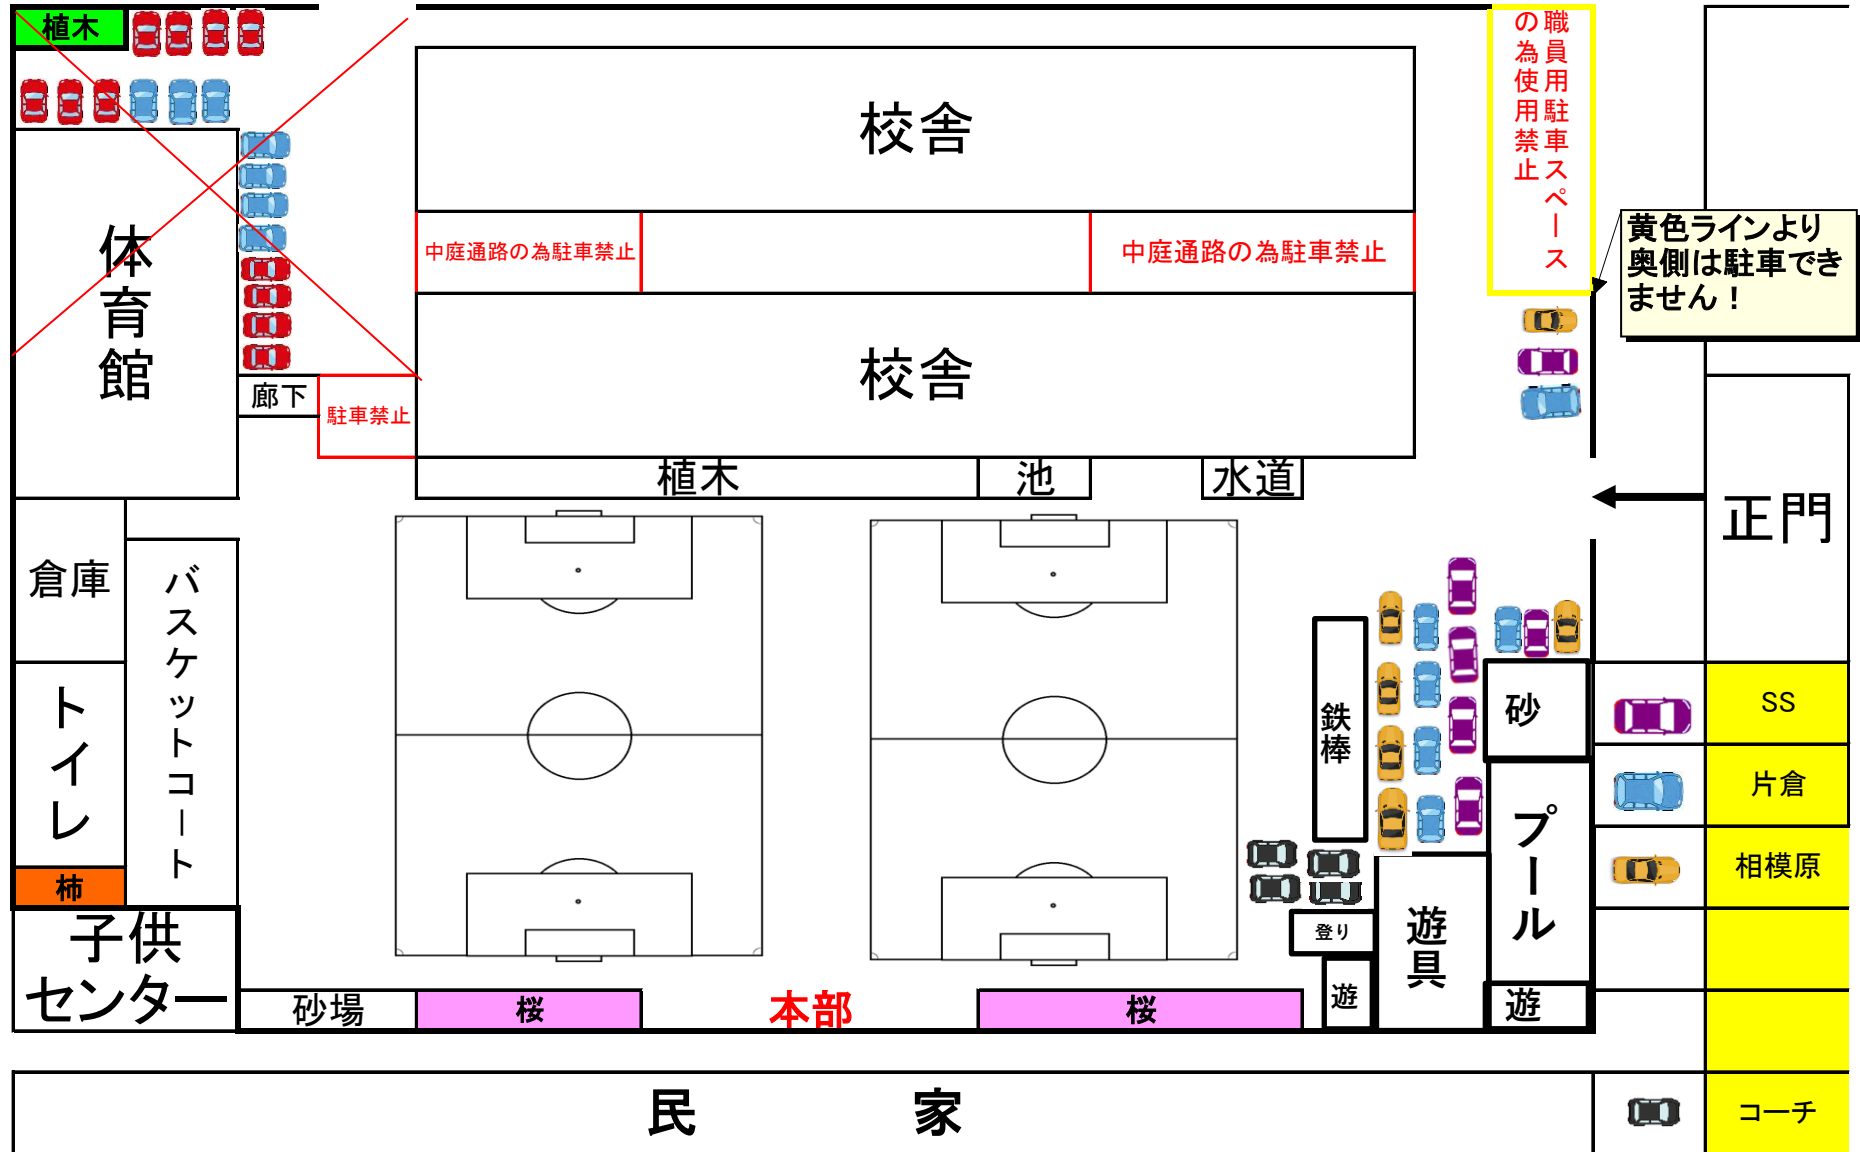 植木
職員用駐車スペース
の為使用禁止
校舎
黄色ラインより
奥側は駐車でき
ません！
体育館
中庭通路の為駐車禁止
中庭通路の為駐車禁止
校舎
廊下
駐車禁止
植木
池
水道
正門
倉庫
バスケットコート
トイレ
柿
鉄棒
砂
SS
片倉
プール
相模原
子供
センター
登り
遊具
遊
遊
砂場
桜
本部
桜
民家
コーチ